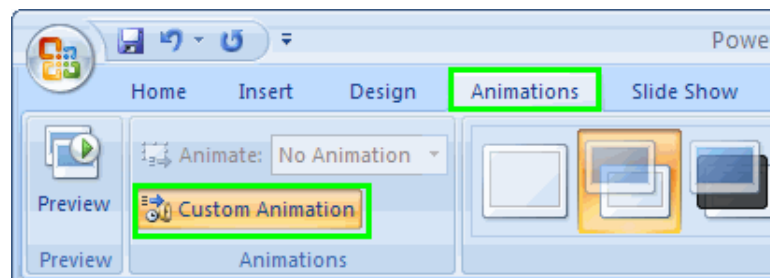 Powe
Home Insert Design Animations Slide Show
Animate: No Animation
Preview
Custom Animation
Preview Animations